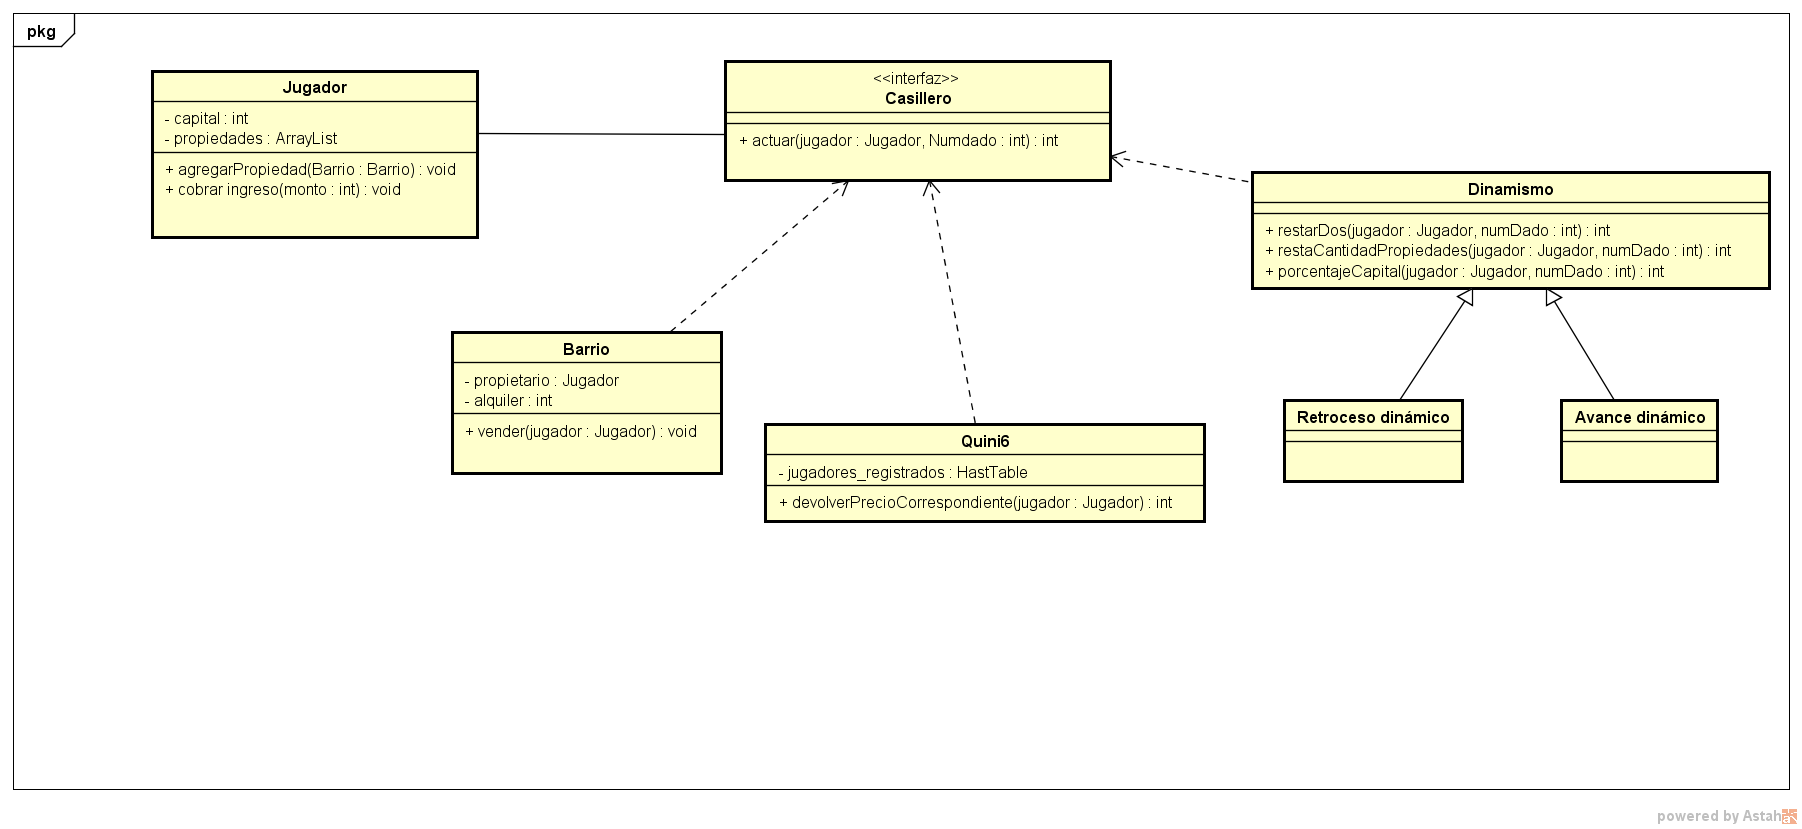 pkg
Jugador
- capital : int
- propiedades : ArrayList
+ agregarPropiedad(Barrio : Barrio) : void
+ cobrar ingreso(monto : int) : void
<<interfaz>>
Casillero
+ actuar(jugador : Jugador, Numdado : int) : int
Dinamismo
+ restarDos(jugador : Jugador, numDado : int) : int
+ restaCantidadPropiedades(jugador : Jugador, numDado : int) : int
+ porcentajeCapital(jugador : Jugador, numDado : int) : int
Barrio
- propietario : Jugador
- alquiler : int
+ vender(jugador : Jugador) : void
Quini6
- jugadores_registrados : HastTable
+ devolverPrecioCorrespondiente(jugador : Jugador) : int
Retroceso dinámico
Avance dinámico
powered by Astah